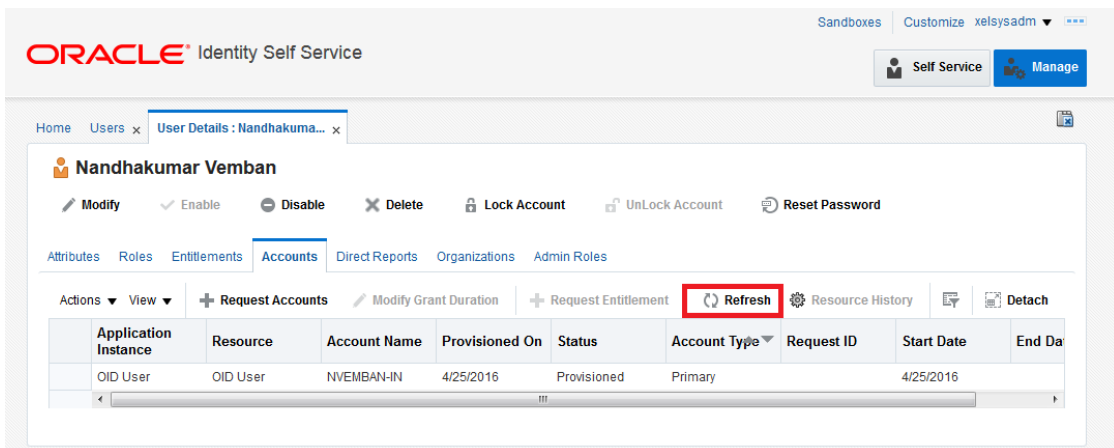 Sandboxes Customize xelsysadm
ORACLE® Identity Self Service
Self Service Manage
Home Users x User Details : Nandhakuma... x
Nandhakumar Vemban
Modify Enable Disable Delete Lock Account UnLock Account Reset Password
Attributes Roles Entitlements Accounts Direct Reports Organizations Admin Roles
Actions View Request Accounts Modify Grant Duration Request Entitlement Refresh Resource History Detach
Application Instance Resource Account Name Provisioned On Status Account Type Request ID Start Date End Da
OID User OID User NVEMBAN-IN 4/25/2016 Provisioned Primary 4/25/2016